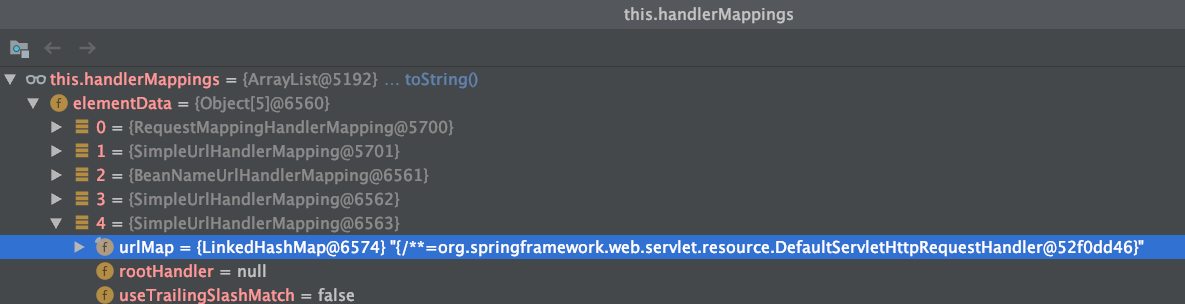 this.handlerMappings
this.handlerMappings = {ArrayList@5192} ... toString()
f elementData = {Object[5]@6560}
0 = {RequestMappingHandlerMapping@5700}
1 = {SimpleUrlHandlerMapping@5701}
2 = {BeanNameUrlHandlerMapping@6561}
3 = {SimpleUrlHandlerMapping@6562}
4 = {SimpleUrlHandlerMapping@6563}
f urlMap = {LinkedHashMap@6574} "{/**=org.springframework.web.servlet.resource.DefaultServletHttpRequestHandler@52f0dd46}"
f rootHandler = null
f useTrailingSlashMatch = false